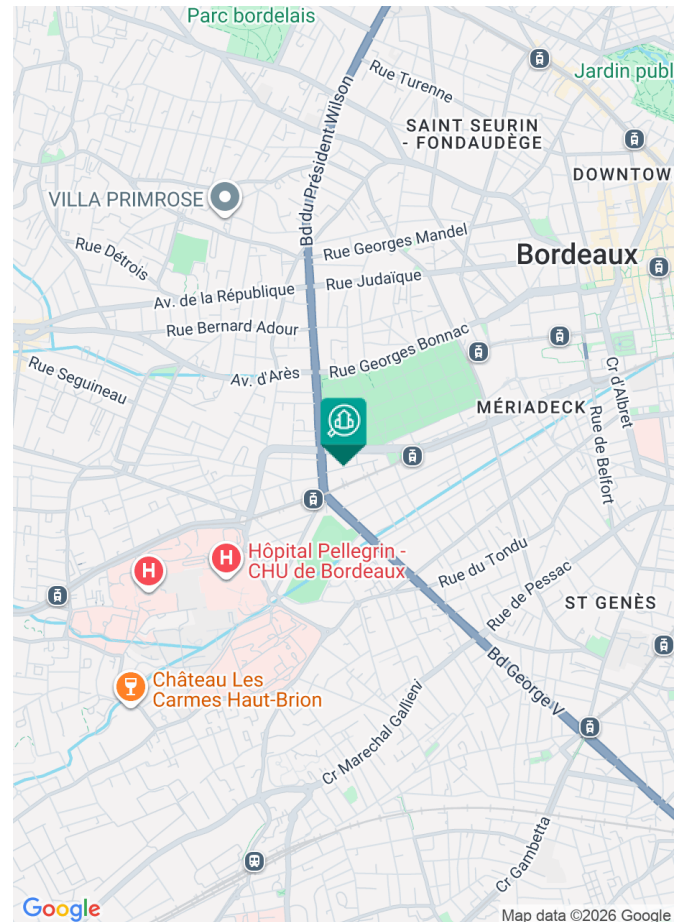 Parc bordelais
Rue Turenne
Jardin publ
Bd du Président Wilson
SAINT SEURIN
- FONDAUDÈGE
DOWNTOW
VILLA PRIMROSE
Rue Georges Mandel
Rue Détrois
Bordeaux
Rue Judaïque
Av. de la République
Rue Bernard Adour
Rue Georges Bonnac
Rue Seguineau
Av. d'Arès
Cr d'Albret
MÉRIADECK
Rue de Belfort
H
H
Hôpital Pellegrin -
CHU de Bordeaux
Rue du Tondu
Rue de Pessac
ST GENÈS
Bd George V
Château Les
Carmes Haut-Brion
Cr Marechal Gallieni
Cr Gambetta
Google
Map data ©2026 Google